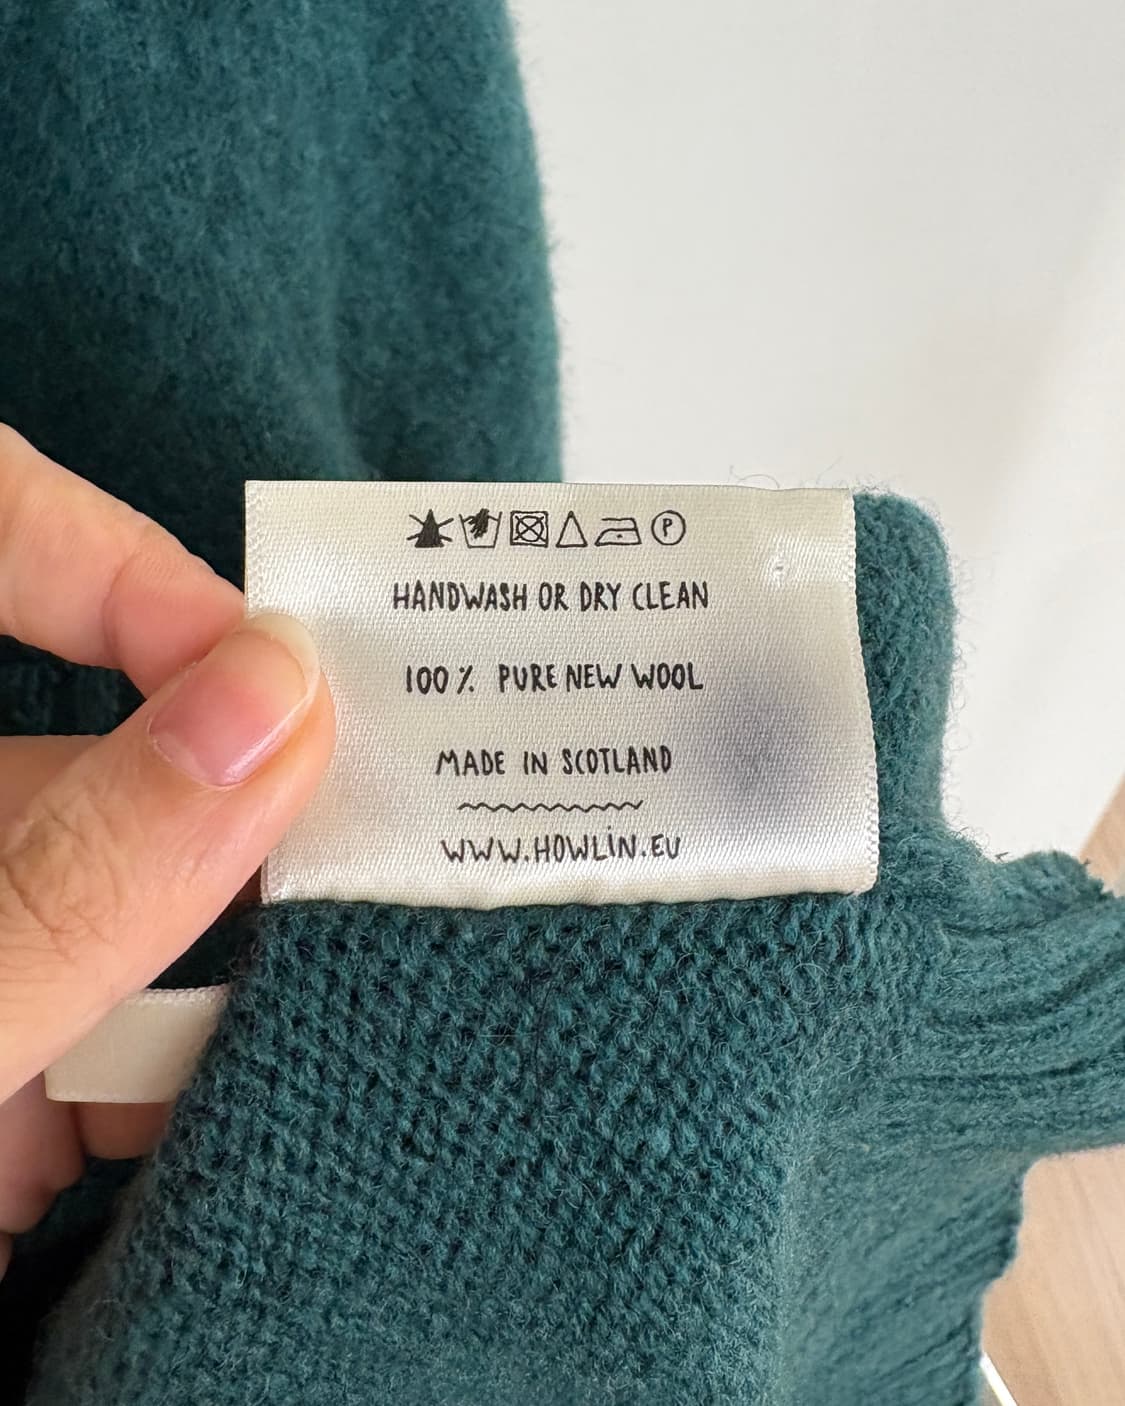 P
HANDWASH OR DRY CLEAN
100% PURE NEW WOOL
MADE IN SCOTLAND
WWW.HOWLiN.EU